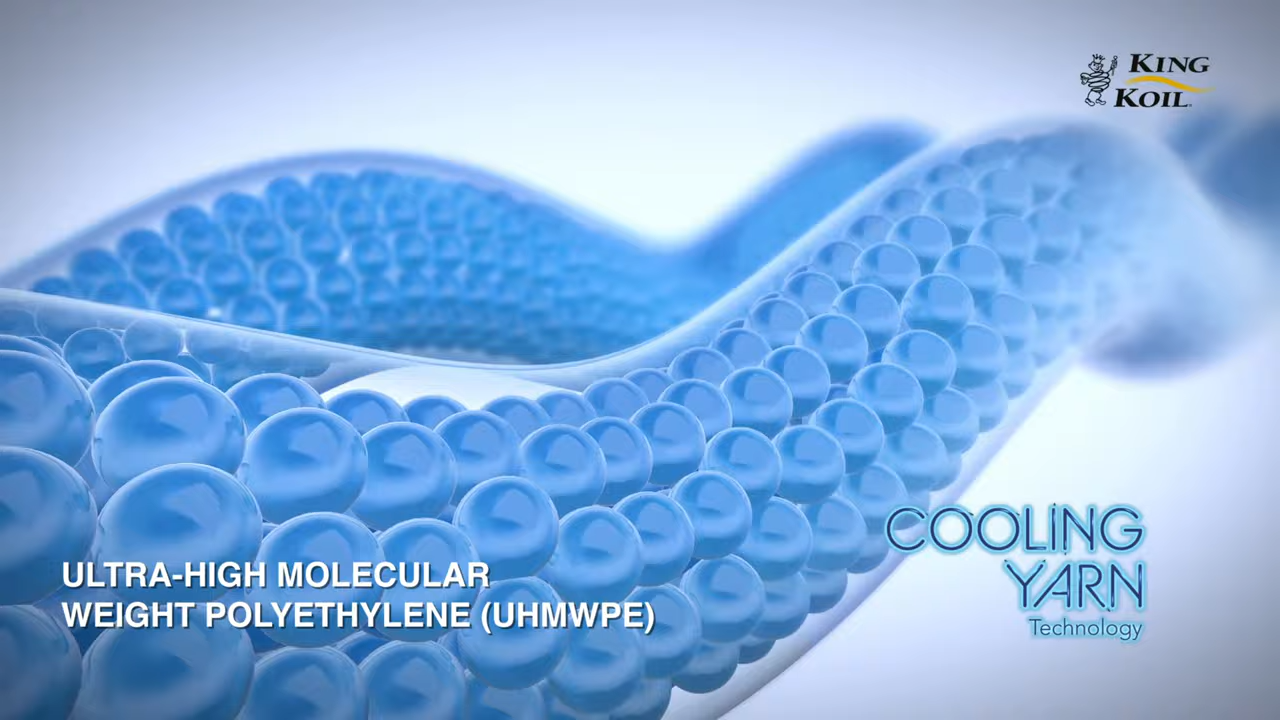 KING
KOIL
ULTRA-HIGH MOLECULAR
WEIGHT POLYETHYLENE (UHMWPE)
COOLING
YARN
Technology